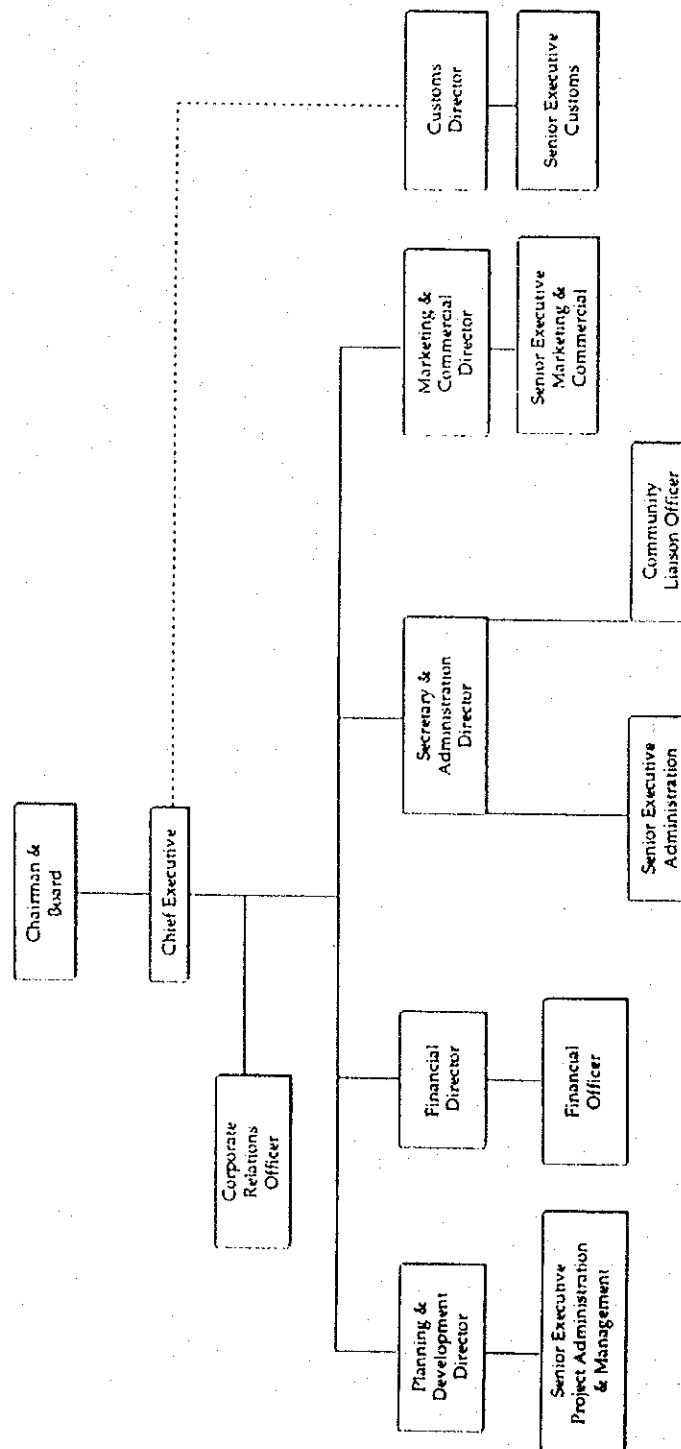 Chairman &
Board
Chief Executive
Corporate
Relations
Officer
Planning &
Development
Director
Financial
Director
Secretary &
Administration
Director
Marketing &
Commercial
Director
Customs
Director
Senior Executive
Project Administration
& Management
Financial
Officer
Senior Executive
Administration
Community
Liaison Officer
Senior Executive
Marketing &
Commercial
Senior Executive
Customs